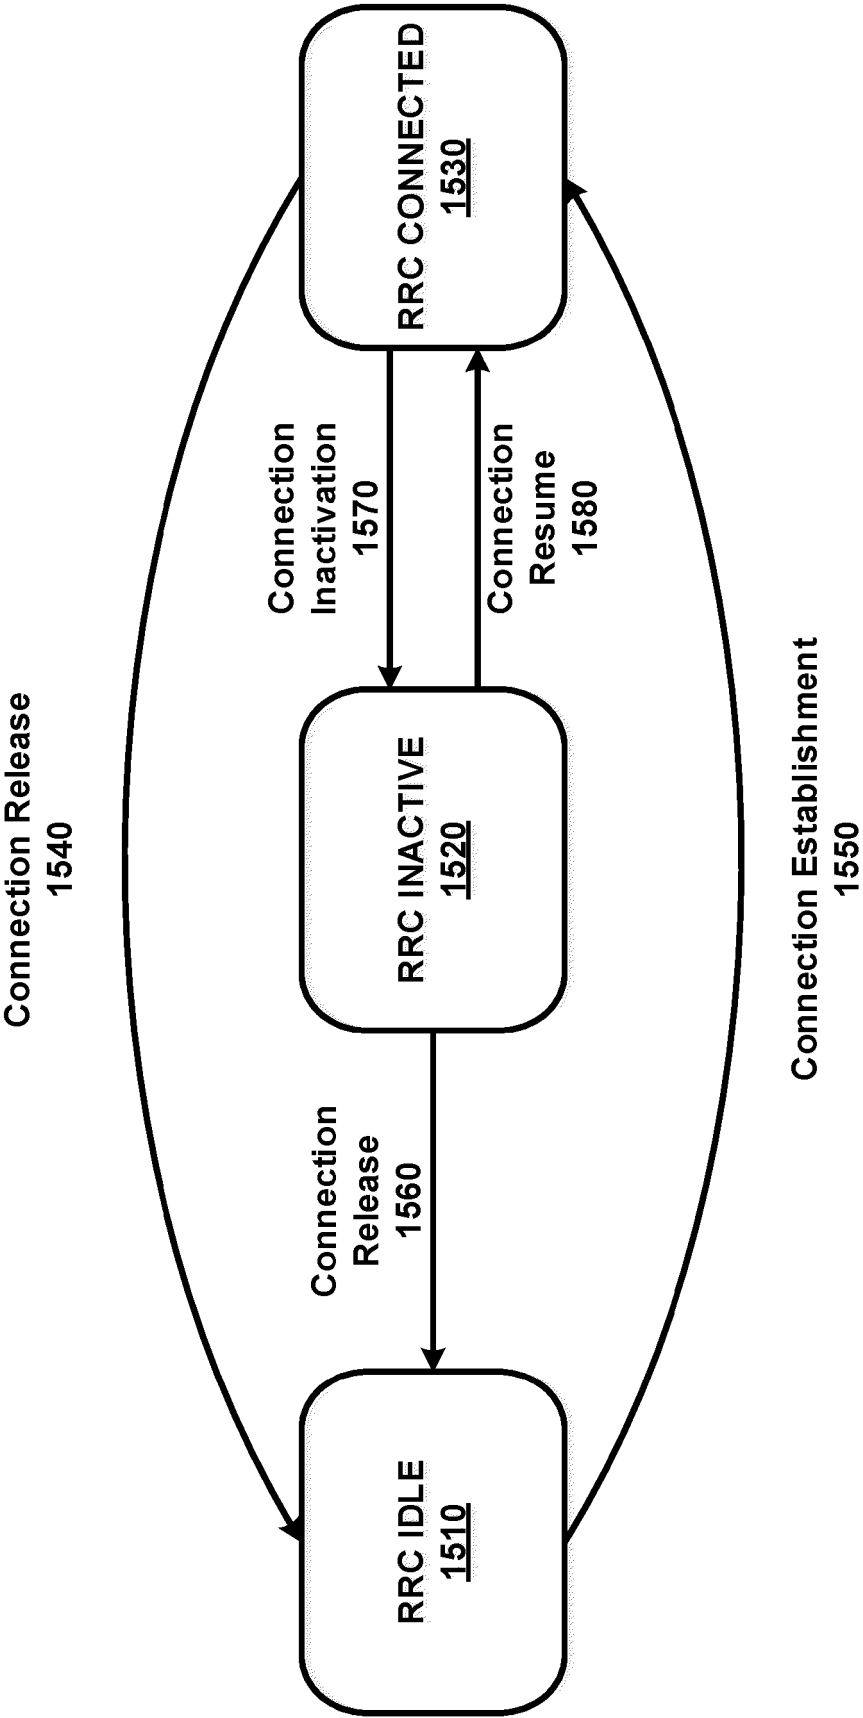 Connection Release
1540
RRC IDLE
1510
Connection
Release
1560
RRC INACTIVE
1520
Connection
Inactivation
1570
Connection
Resume
1580
RRC CONNECTED
1530
Connection Establishment
1550